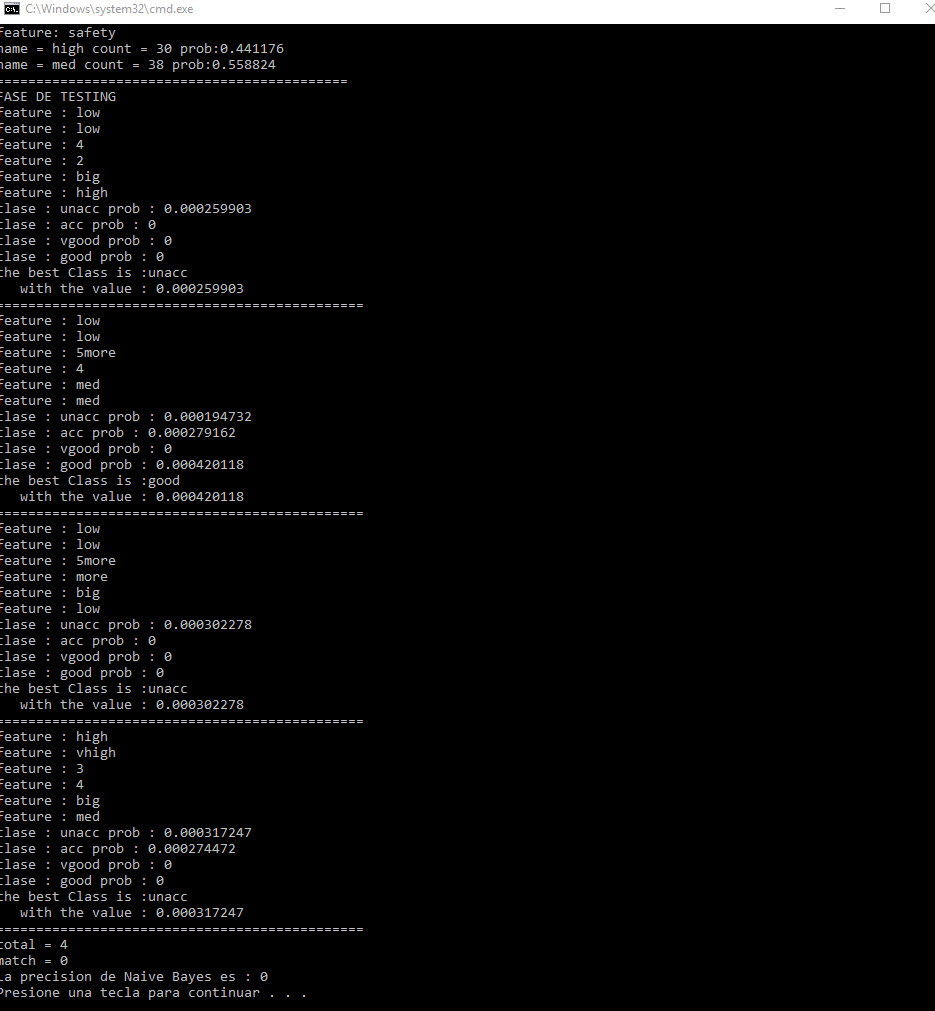 C:\Windows\system32\cmd.exe
feature: safety
name = high count = 30 prob:0.441176
name = med count = 38 prob:0.558824
============================================
FASE DE TESTING
feature : low
feature : low
feature : 4
feature : 2
feature : big
feature : high
clase : unacc prob : 0.000259903
clase : acc prob : 0
clase : vgood prob : 0
clase : good prob : 0
the best Class is :unacc
   with the value : 0.000259903
==============================================
feature : low
feature : low
feature : 5more
feature : 4
feature : med
feature : med
clase : unacc prob : 0.000194732
clase : acc prob : 0.000279162
clase : vgood prob : 0
clase : good prob : 0.000420118
the best Class is :good
   with the value : 0.000420118
==============================================
feature : low
feature : low
feature : 5more
feature : more
feature : big
feature : low
clase : unacc prob : 0.000302278
clase : acc prob : 0
clase : vgood prob : 0
clase : good prob : 0
the best Class is :unacc
   with the value : 0.000302278
==============================================
feature : high
feature : vhigh
feature : 3
feature : 4
feature : big
feature : med
clase : unacc prob : 0.000317247
clase : acc prob : 0.000274472
clase : vgood prob : 0
clase : good prob : 0
the best Class is :unacc
   with the value : 0.000317247
==============================================
total = 4
match = 0
La precision de Naive Bayes es : 0
Presione una tecla para continuar . . .